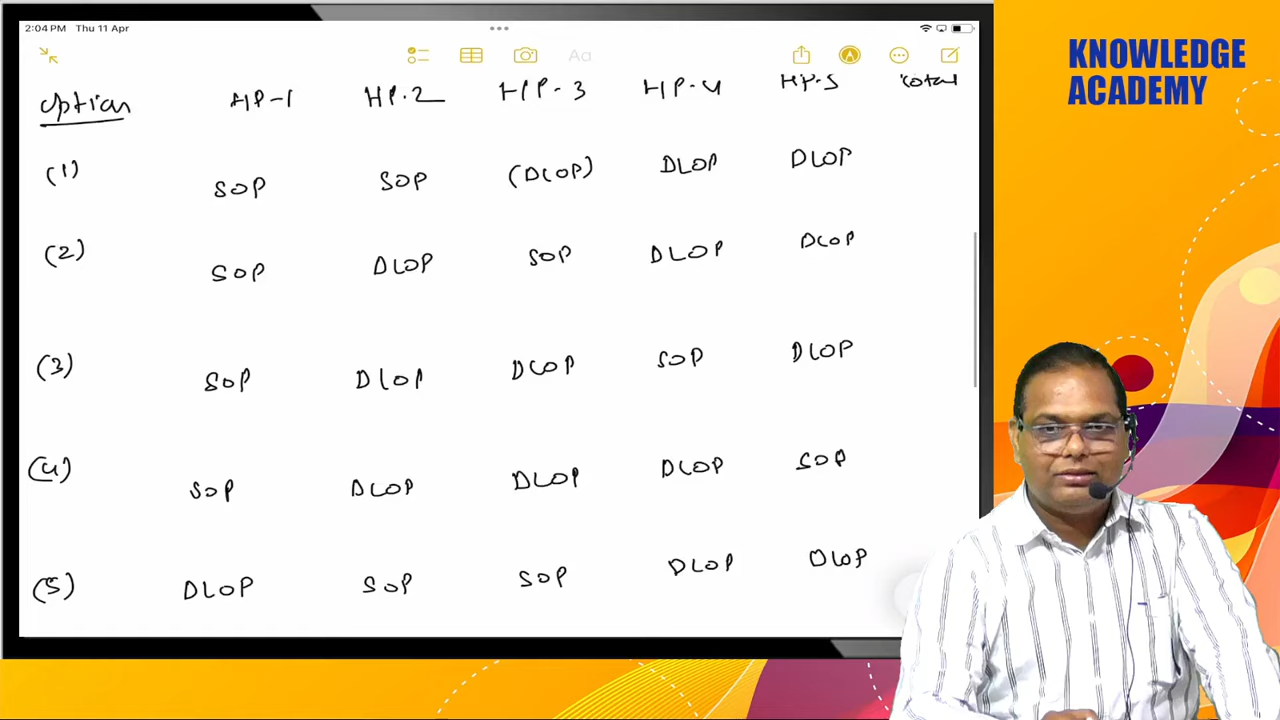 2:04 PM Thu 11 Apr
Aa
KNOWLEDGE
ACADEMY
Option HP-1 HP.2 HP-3 HP-4 HP-5 Total
(1) SOP SOP (DLOP) DLOP DLOP
(2) SOP DLOP SOP DLOP DLOP
(3) SOP DLOP DLOP SOP DLOP
(4) SOP DLOP DLOP DLOP SOP
(5) DLOP SOP SOP DLOP DLOP